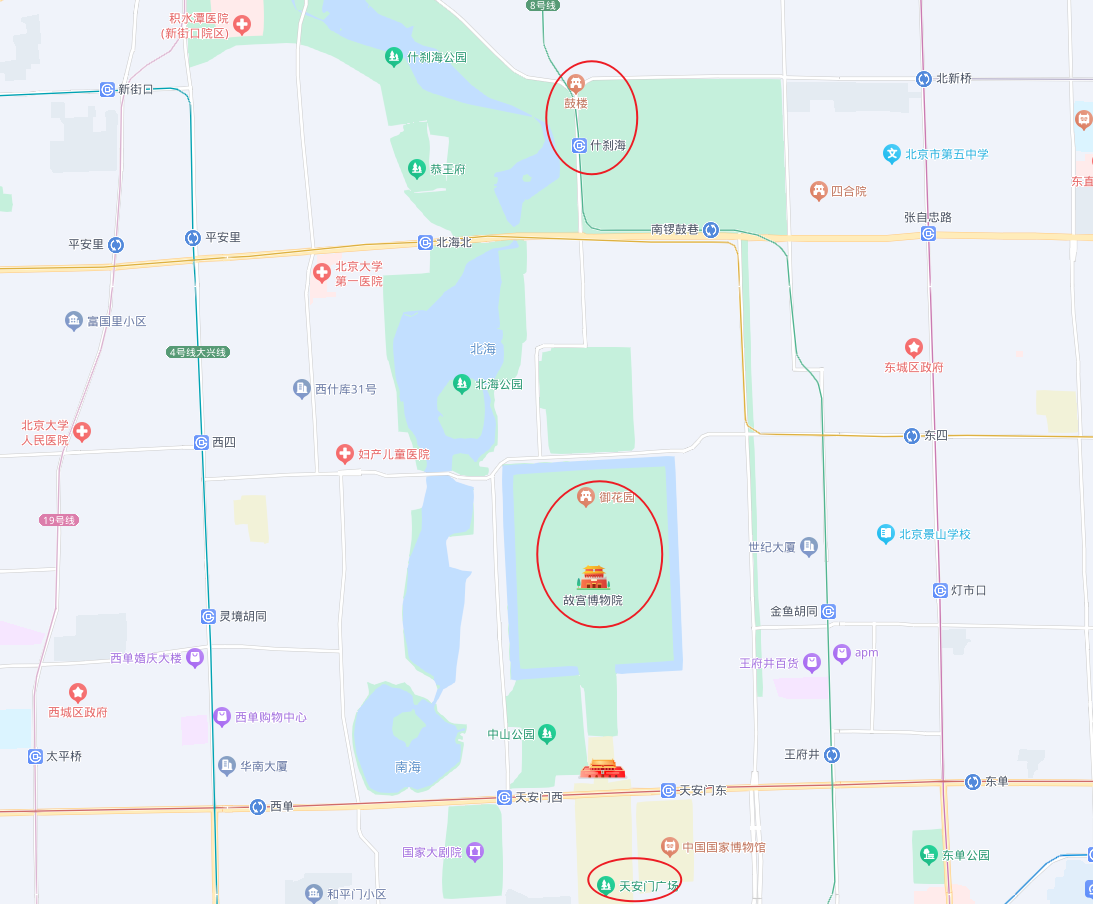 8号线
积水潭医院
(新街口院区)
什刹海公园
北新桥
新街口
鼓楼
什刹海
北京市第五中学
恭王府
东直
四合院
张自忠路
南锣鼓巷
平安里
平安里
北海北
北京大学
第一医院
富国里小区
北海
4号线大兴线
东城区政府
北海公园
西什库31号
北京大学
人民医院
西四
东四
妇产儿童医院
御花园
19号线
北京景山学校
世纪大厦
故宫博物院
灯市口
金鱼胡同
灵境胡同
apm
西单婚庆大楼
王府井百货
西城区政府
西单购物中心
中山公园
太平桥
王府井
华南大厦
南海
东单
天安门西
天安门东
西单
中国国家博物馆
国家大剧院
东单公园
天安门广场
和平门小区